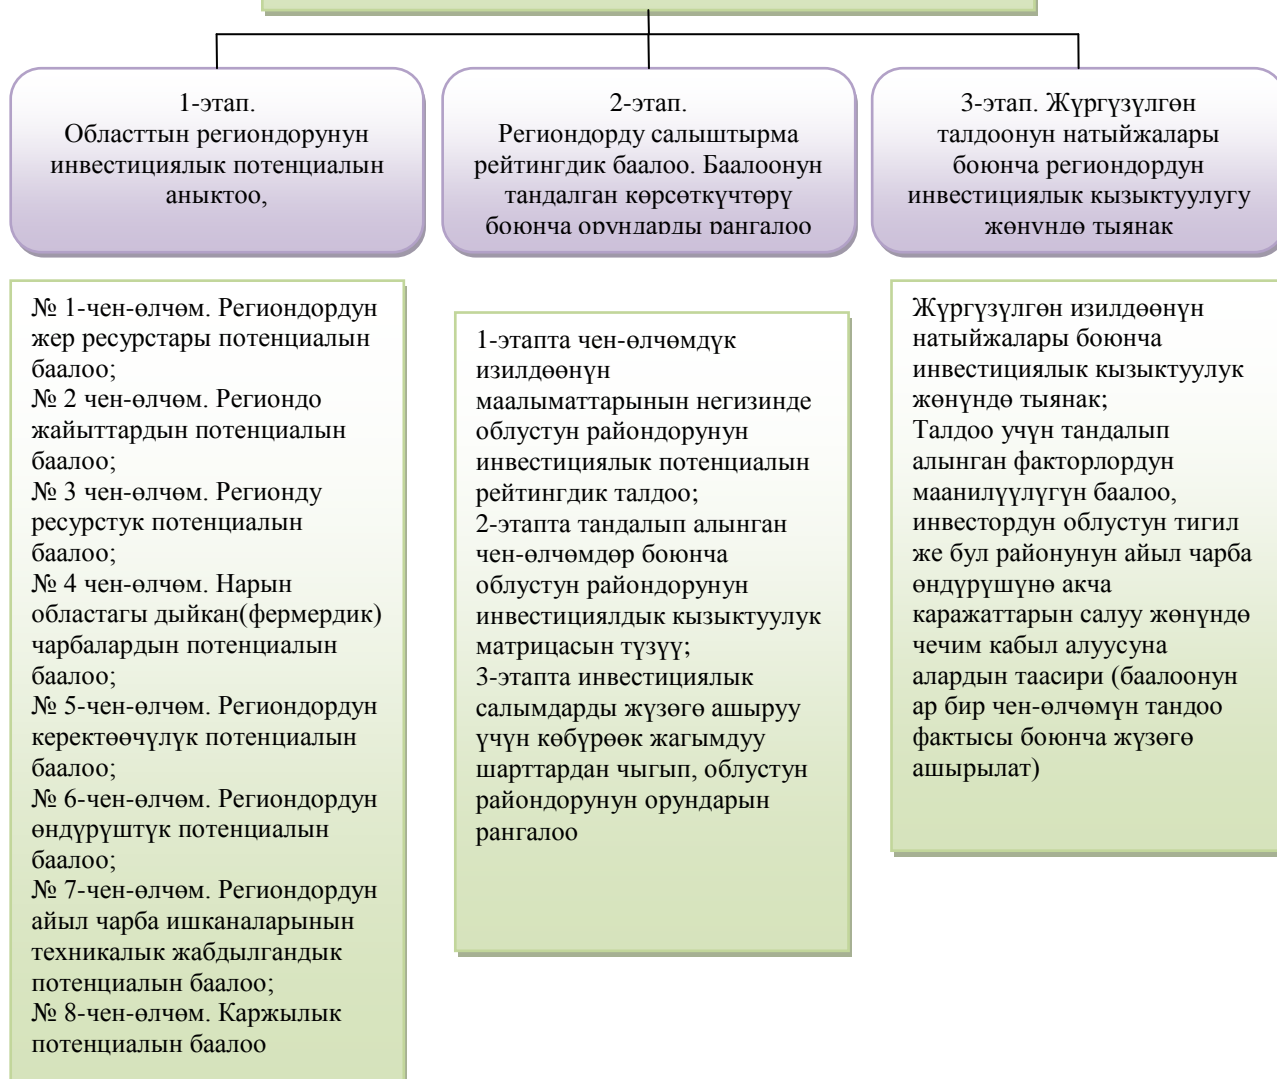 1-этап.
Областтын региондорунун
инвестициялык потенциалын
аныктоо,
2-этап.
Региондорду салыштырма
рейтингдик баалоо. Баалоонун
тандалган көрсөткүчтөрү
боюнча орундарды рангалоо
3-этап. Жүргүзүлгөн
талдоонун натыйжалары
боюнча региондордун
инвестициялык кызыктуулугу
жөнүндө тыянак
№ 1-чен-өлчөм. Региондордун
жер ресурстары потенциалын
баалоо;
№ 2 чен-өлчөм. Региондо
жайыттардын потенциалын
баалоо;
№ 3 чен-өлчөм. Регионду
ресурстук потенциалын
баалоо;
№ 4 чен-өлчөм. Нарын
областагы дыйкан(фермердик)
чарбалардын потенциалын
баалоо;
№ 5-чен-өлчөм. Региондордун
керектөөчүлүк потенциалын
баалоо;
№ 6-чен-өлчөм. Региондордун
өндүрүштүк потенциалын
баалоо;
№ 7-чен-өлчөм. Региондордун
айыл чарба ишканаларынын
техникалык жабдылгандык
потенциалын баалоо;
№ 8-чен-өлчөм. Каржылык
потенциалын баалоо
1-этапта чен-өлчөмдүк
изилдөөнүн
маалыматтарынын негизинде
облустун райондорунун
инвестициялык потенциалын
рейтингдик талдоо;
2-этапта тандалып алынган
чен-өлчөмдөр боюнча
облустун райондорунун
инвестициялдык кызыктуулук
матрицасын түзүү;
3-этапта инвестициялык
салымдарды жүзөгө ашыруу
үчүн көбүрөөк жагымдуу
шарттардан чыгып, облустун
райондорунун орундарын
рангалоо
Жүргүзүлгөн изилдөөнүн
натыйжалары боюнча
инвестициялык кызыктуулук
жөнүндө тыянак;
Талдоо үчүн тандалып
алынган факторлордун
маанилүүлүгүн баалоо,
инвестордун облустун тигил
же бул районунун айыл чарба
өндүрүшүнө акча
каражаттарын салуу жөнүндө
чечим кабыл алуусуна
алардын таасири (баалоонун
ар бир чен-өлчөмүн тандоо
фактысы боюнча жүзөгө
ашырылат)